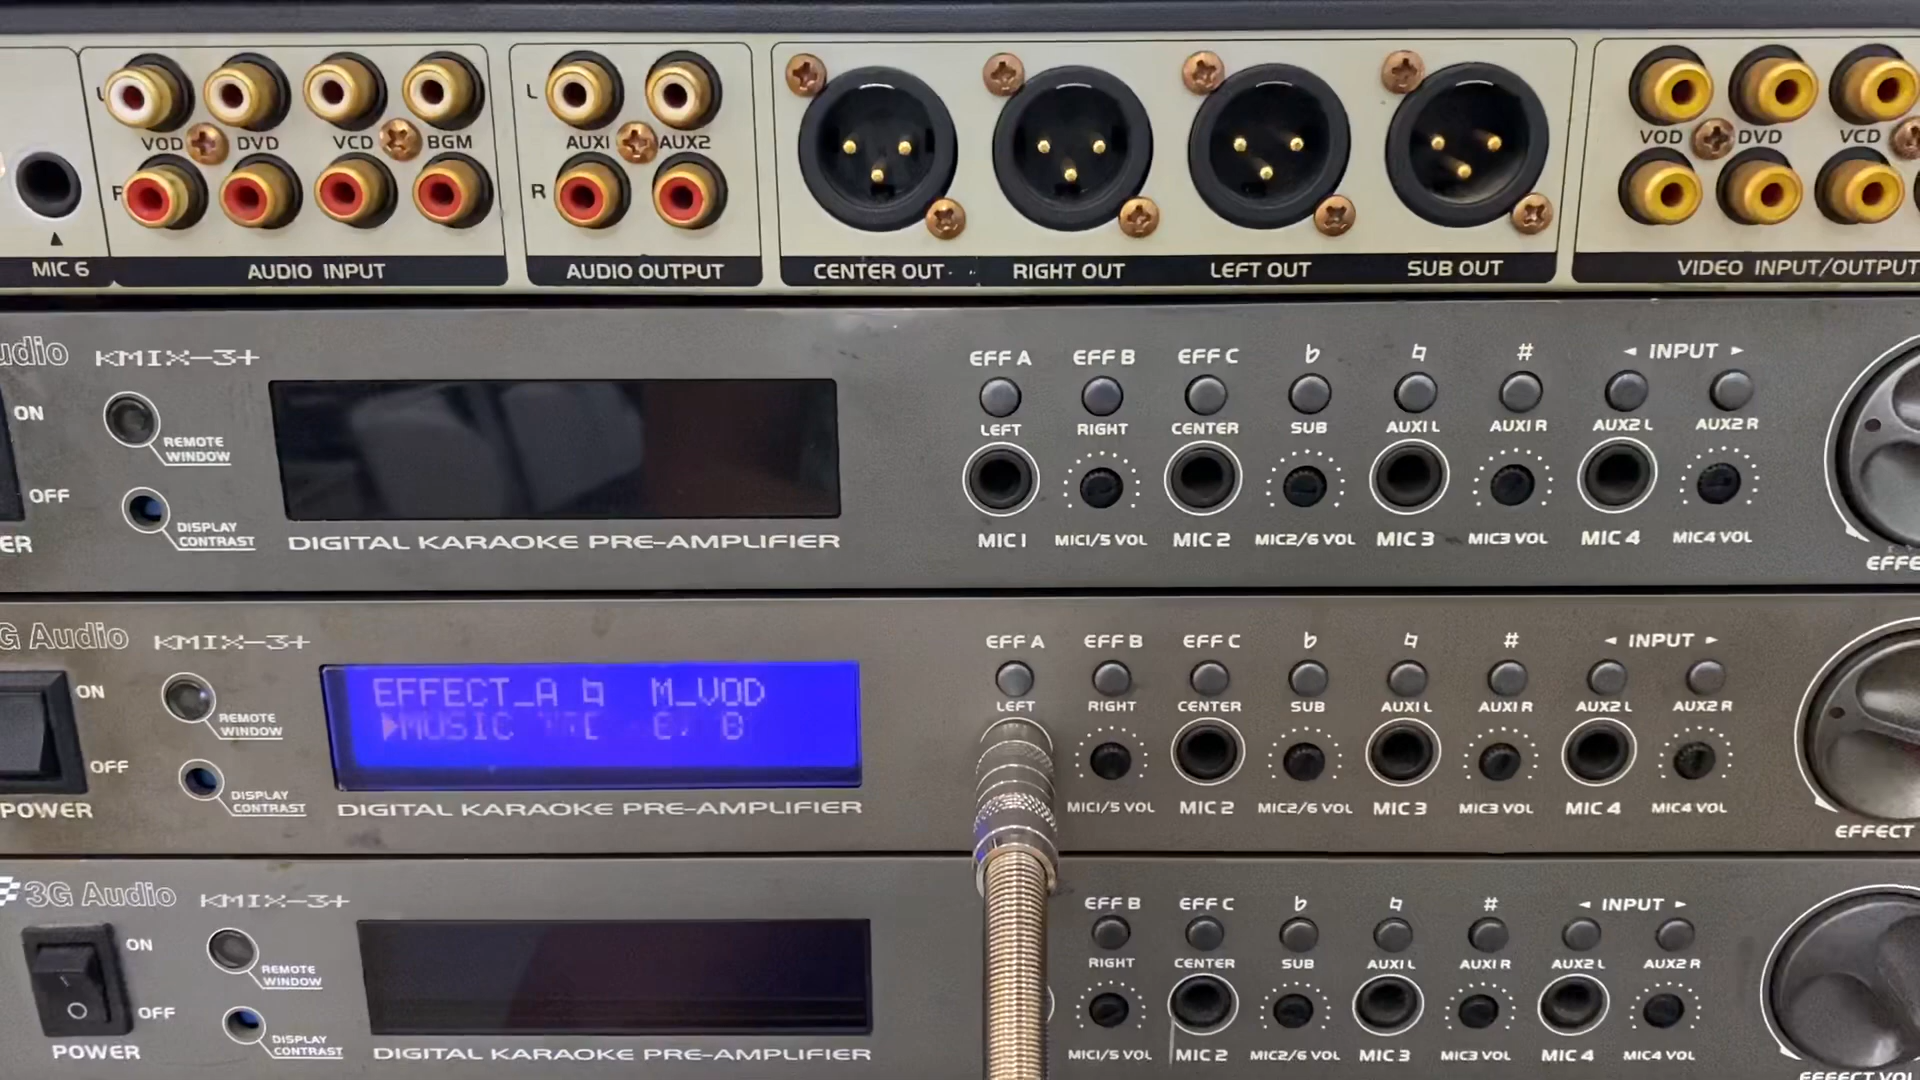 L
VOD DVD VCD BGM
R
MIC 6
AUDIO INPUT
L
AUX1 AUX2
R
AUDIO OUTPUT
CENTER OUT
RIGHT OUT
LEFT OUT
SUB OUT
VOD DVD VCD
VIDEO INPUT/OUTPUT
udio KMIX-3+
ON
OFF
ER
REMOTE
WINDOW
DISPLAY
CONTRAST
DIGITAL KARAOKE PRE-AMPLIFIER
EFF A EFF B EFF C ♭ ♮ # ◄ INPUT ►
LEFT RIGHT CENTER SUB AUX1 L AUX1 R AUX2 L AUX2 R
MIC 1 MIC1/5 VOL MIC 2 MIC2/6 VOL MIC 3 MIC3 VOL MIC 4 MIC4 VOL
EFFE
G Audio KMIX-3+
ON
OFF
POWER
REMOTE
WINDOW
DISPLAY
CONTRAST
EFFECT_A ♮ M_VOD
►MUSIC
DIGITAL KARAOKE PRE-AMPLIFIER
EFF A EFF B EFF C ♭ ♮ # ◄ INPUT ►
LEFT RIGHT CENTER SUB AUX1 L AUX1 R AUX2 L AUX2 R
MIC1/5 VOL MIC 2 MIC2/6 VOL MIC 3 MIC3 VOL MIC 4 MIC4 VOL
EFFECT
3G Audio KMIX-3+
ON
OFF
POWER
REMOTE
WINDOW
DISPLAY
CONTRAST
DIGITAL KARAOKE PRE-AMPLIFIER
EFF B EFF C ♭ ♮ # ◄ INPUT ►
RIGHT CENTER SUB AUX1 L AUX1 R AUX2 L AUX2 R
MIC1/5 VOL MIC 2 MIC2/6 VOL MIC 3 MIC3 VOL MIC 4 MIC4 VOL
EFFECT VOL